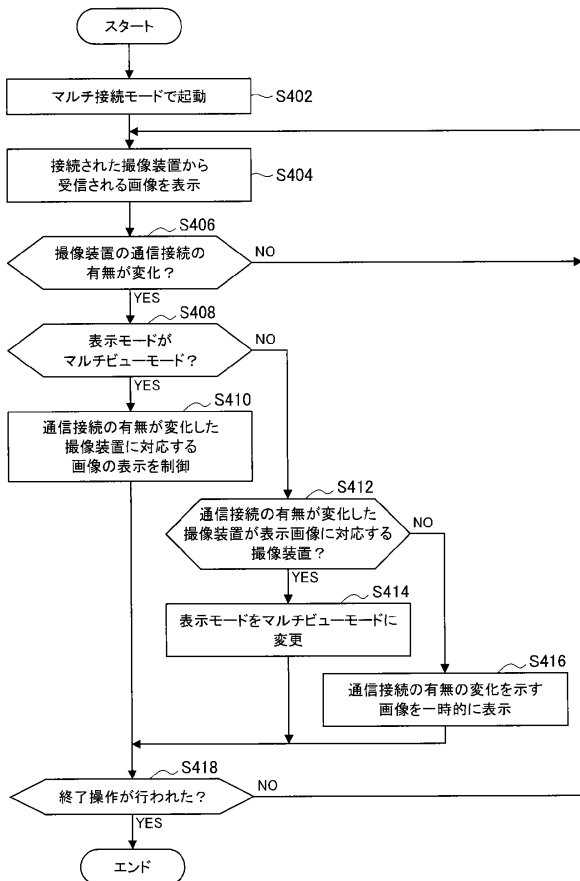 スタート
マルチ接続モードで起動
S402
接続された撮像装置から
受信される画像を表示
S404
S406
撮像装置の通信接続の
有無が変化？
NO
YES
S408
表示モードが
マルチビューモード？
NO
YES
S410
通信接続の有無が変化した
撮像装置に対応する
画像の表示を制御
S412
通信接続の有無が変化した
撮像装置が表示画像に対応する
撮像装置？
NO
YES
S414
表示モードをマルチビューモードに
変更
S416
通信接続の有無の変化を示す
画像を一時的に表示
S418
終了操作が行われた？
NO
YES
エンド